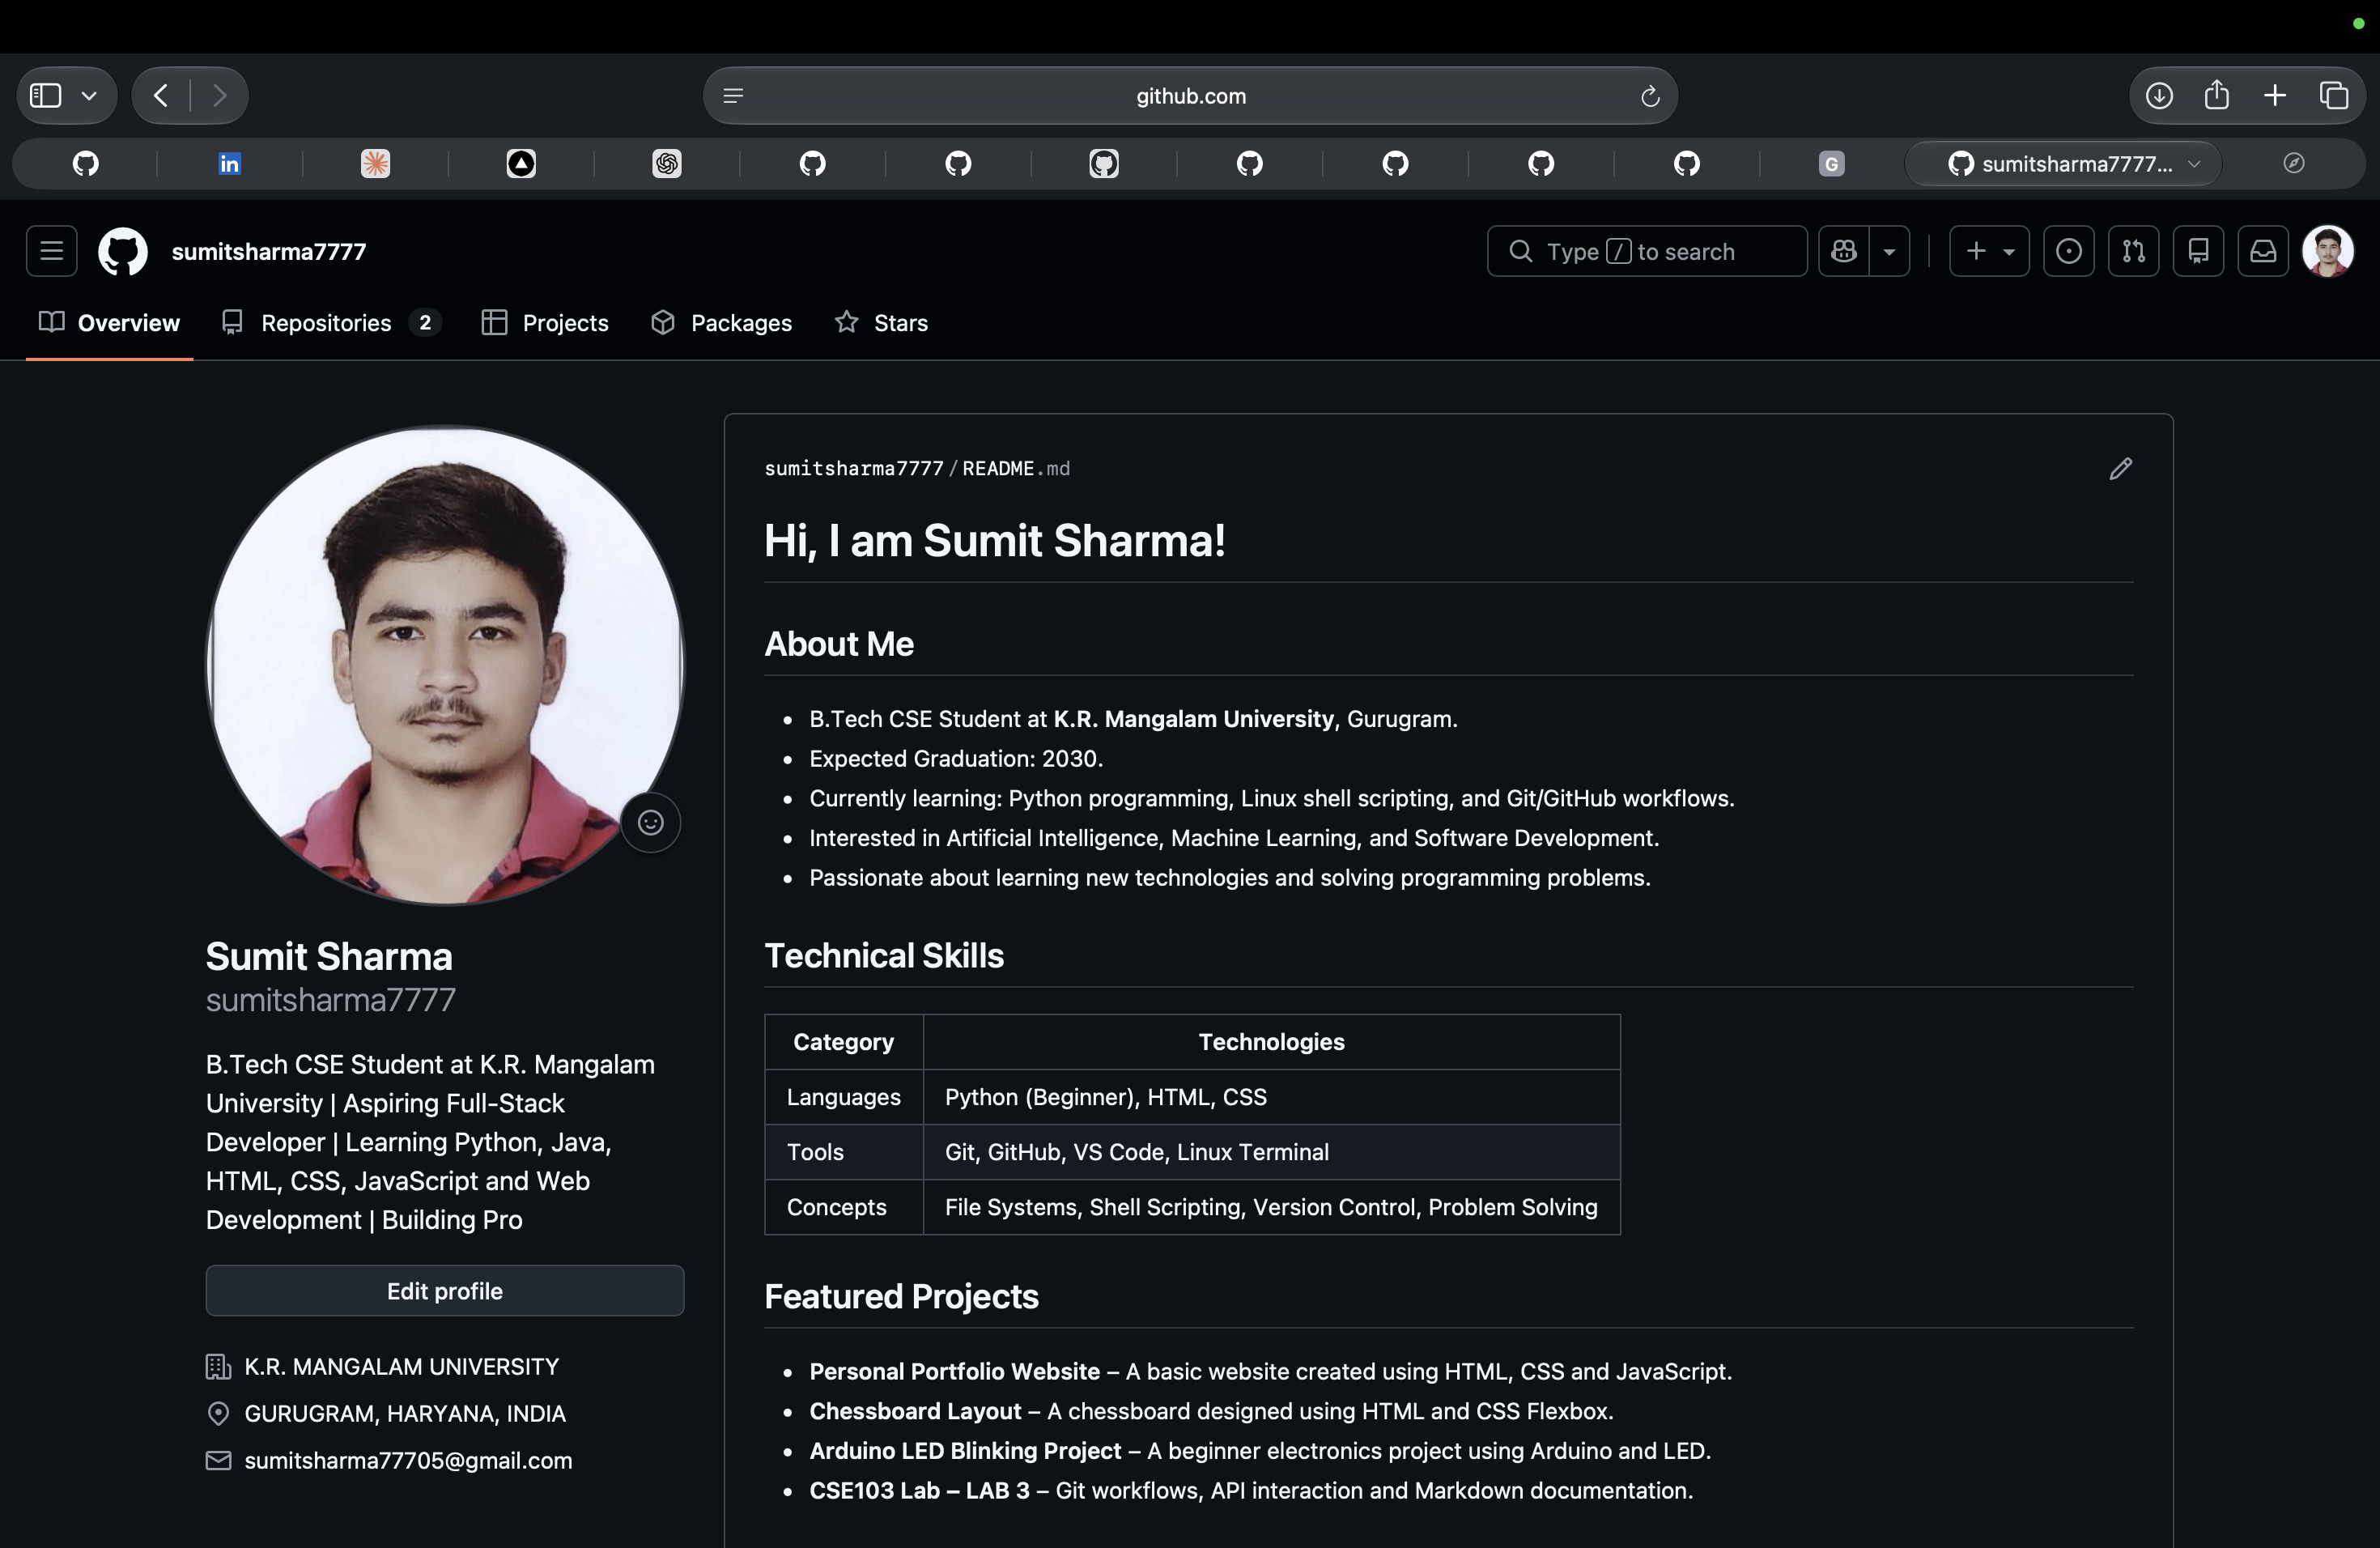 github.com
in
G
sumitsharma7777...
sumitsharma7777
Type / to search
Overview
Repositories 2
Projects
Packages
Stars
sumitsharma7777/README.md
Hi, I am Sumit Sharma!
About Me
B.Tech CSE Student at K.R. Mangalam University, Gurugram.
Expected Graduation: 2030.
Currently learning: Python programming, Linux shell scripting, and Git/GitHub workflows.
Interested in Artificial Intelligence, Machine Learning, and Software Development.
Passionate about learning new technologies and solving programming problems.
Technical Skills
Category Technologies
Languages Python (Beginner), HTML, CSS
Tools Git, GitHub, VS Code, Linux Terminal
Concepts File Systems, Shell Scripting, Version Control, Problem Solving
Featured Projects
Personal Portfolio Website – A basic website created using HTML, CSS and JavaScript.
Chessboard Layout – A chessboard designed using HTML and CSS Flexbox.
Arduino LED Blinking Project – A beginner electronics project using Arduino and LED.
CSE103 Lab – LAB 3 – Git workflows, API interaction and Markdown documentation.
Sumit Sharma
sumitsharma7777
B.Tech CSE Student at K.R. Mangalam
University | Aspiring Full-Stack
Developer | Learning Python, Java,
HTML, CSS, JavaScript and Web
Development | Building Pro
Edit profile
K.R. MANGALAM UNIVERSITY
GURUGRAM, HARYANA, INDIA
sumitsharma77705@gmail.com